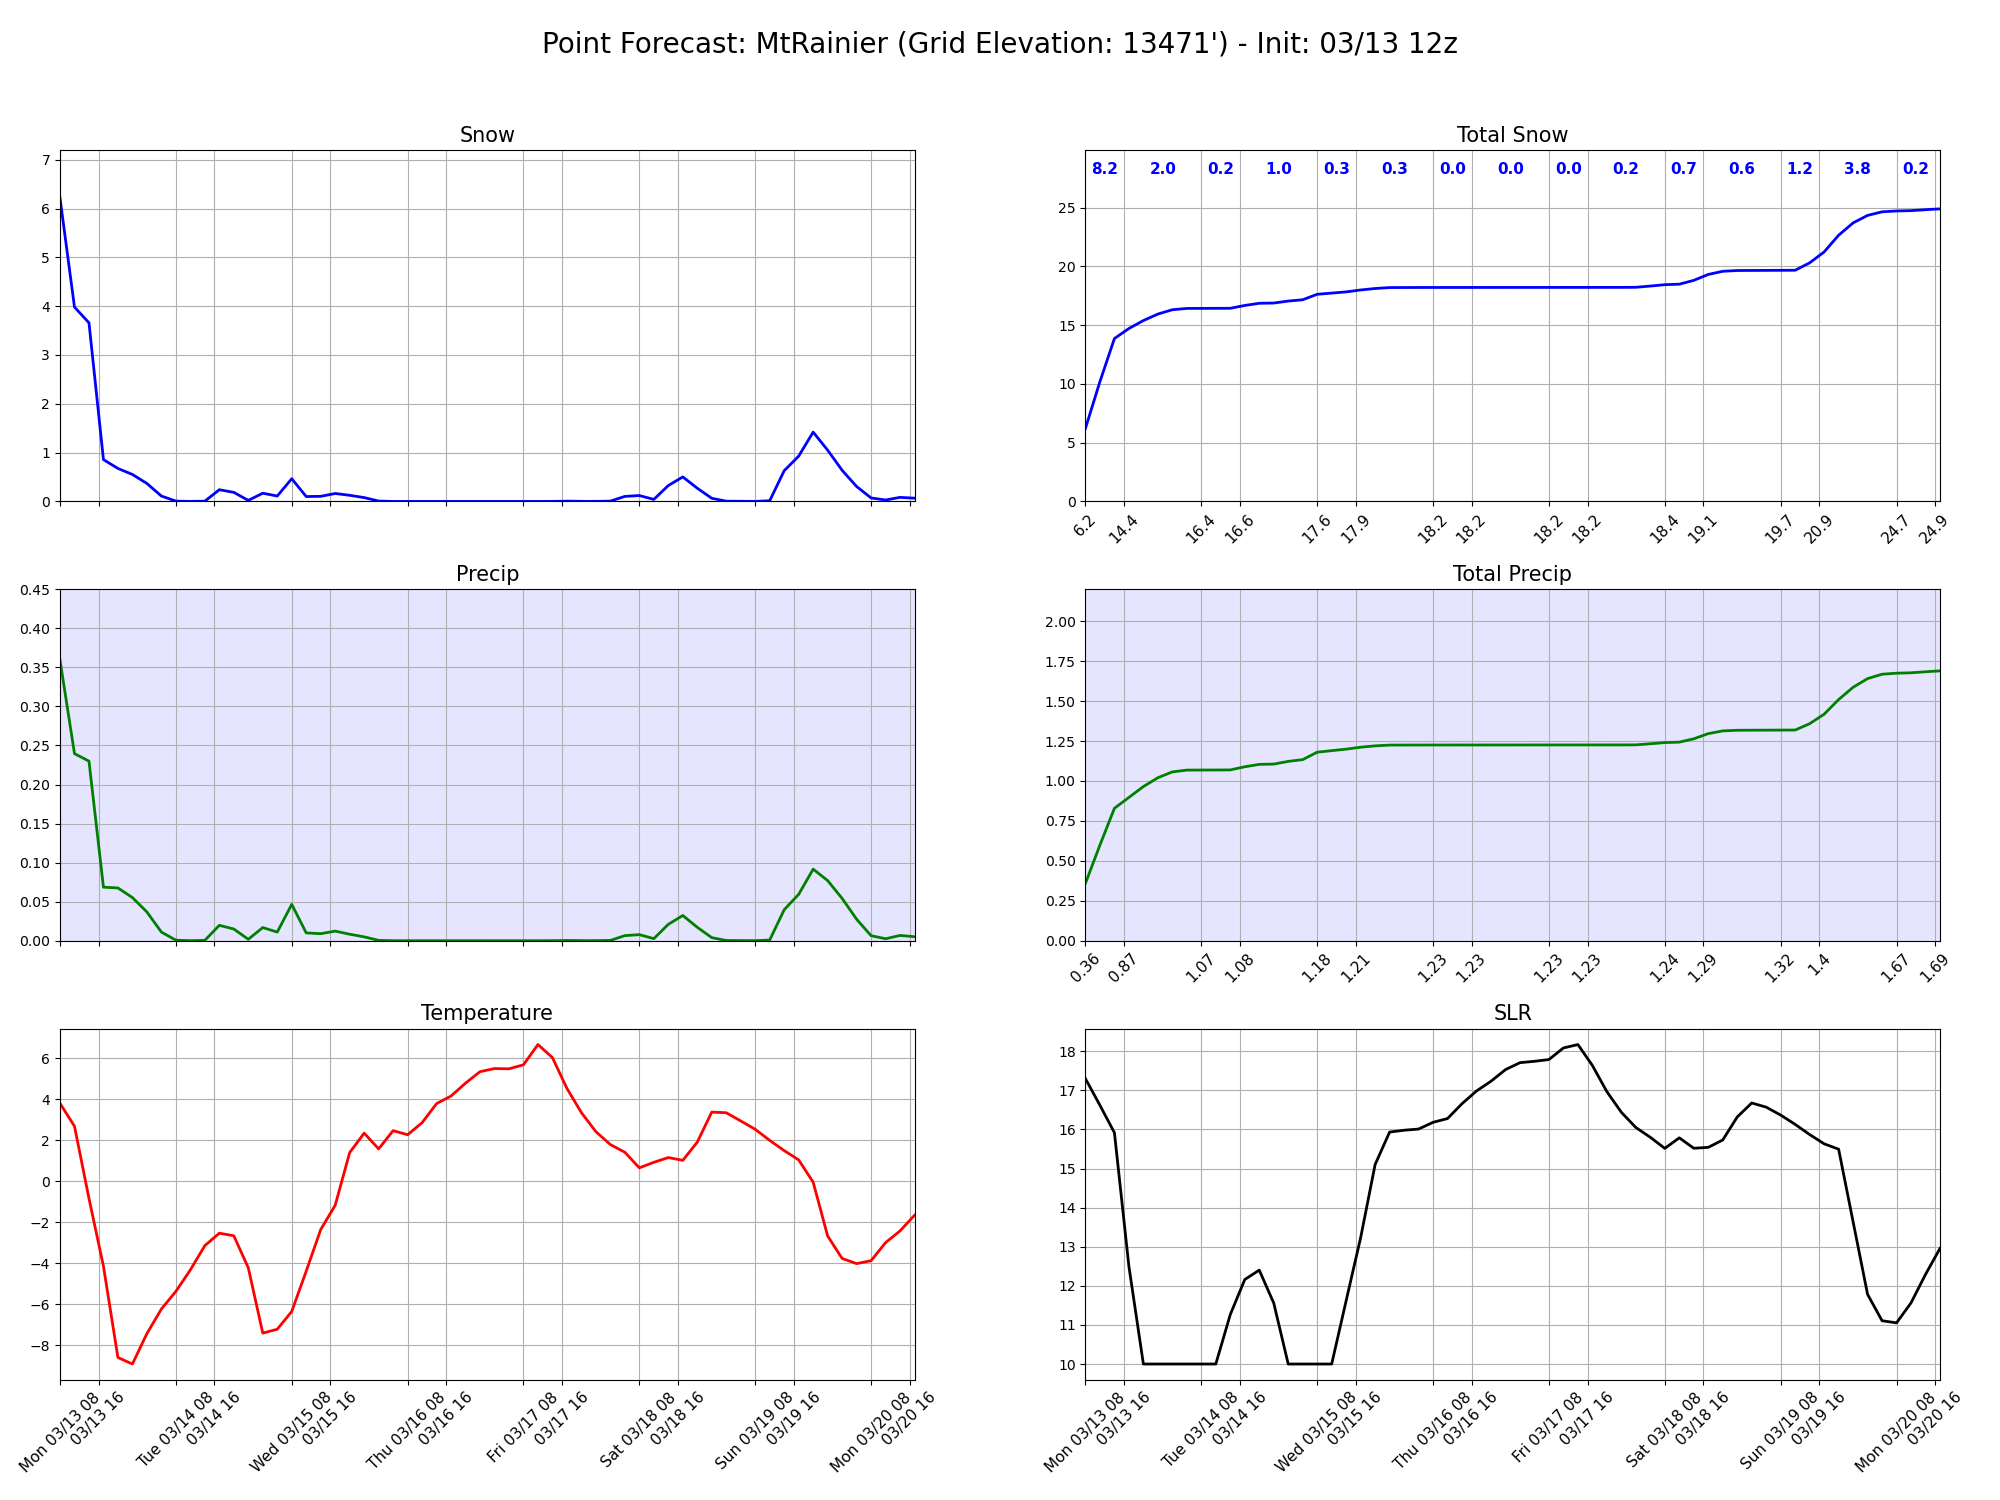 Point Forecast: MtRainier (Grid Elevation: 13471') - Init: 03/13 12z
Snow
7
6
5
4
3
2
1
0
Total Snow
8.2 2.0 0.2 1.0 0.3 0.3 0.0 0.0 0.0 0.2 0.7 0.6 1.2 3.8 0.2
25
20
15
10
5
0
6.2 14.4 16.4 16.6 17.6 17.9 18.2 18.2 18.2 18.2 18.4 19.1 19.7 20.9 24.7 24.9
Precip
0.45
0.40
0.35
0.30
0.25
0.20
0.15
0.10
0.05
0.00
Total Precip
2.00
1.75
1.50
1.25
1.00
0.75
0.50
0.25
0.00
0.36 0.87 1.07 1.08 1.18 1.21 1.23 1.23 1.23 1.23 1.24 1.29 1.32 1.4 1.67 1.69
Temperature
6
4
2
0
−2
−4
−6
−8
Mon 03/13 08
03/13 16
Tue 03/14 08
03/14 16
Wed 03/15 08
03/15 16
Thu 03/16 08
03/16 16
Fri 03/17 08
03/17 16
Sat 03/18 08
03/18 16
Sun 03/19 08
03/19 16
Mon 03/20 08
03/20 16
SLR
18
17
16
15
14
13
12
11
10
Mon 03/13 08
03/13 16
Tue 03/14 08
03/14 16
Wed 03/15 08
03/15 16
Thu 03/16 08
03/16 16
Fri 03/17 08
03/17 16
Sat 03/18 08
03/18 16
Sun 03/19 08
03/19 16
Mon 03/20 08
03/20 16